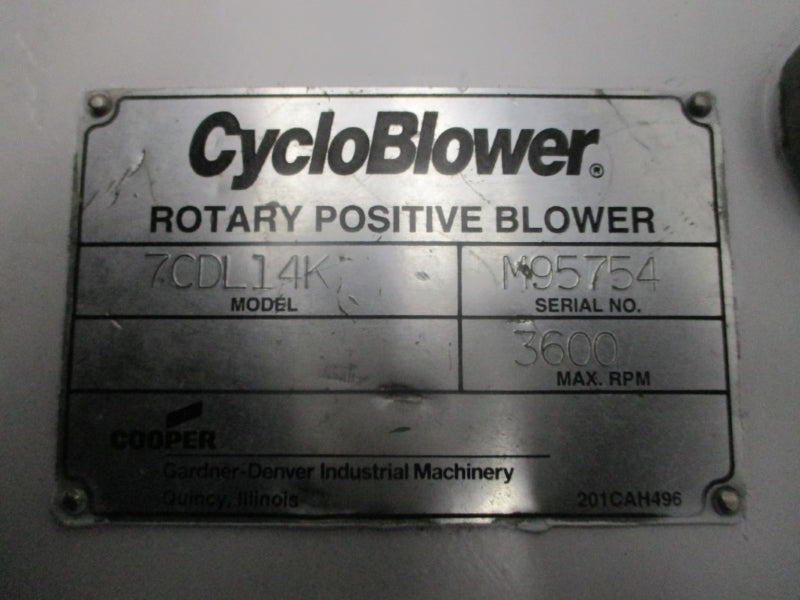 CycloBlower®
ROTARY POSITIVE BLOWER
7CDL14K
MODEL
M95754
SERIAL NO.
3600
MAX. RPM
COOPER
Gardner-Denver Industrial Machinery
Quincy, Illinois
201CAH496